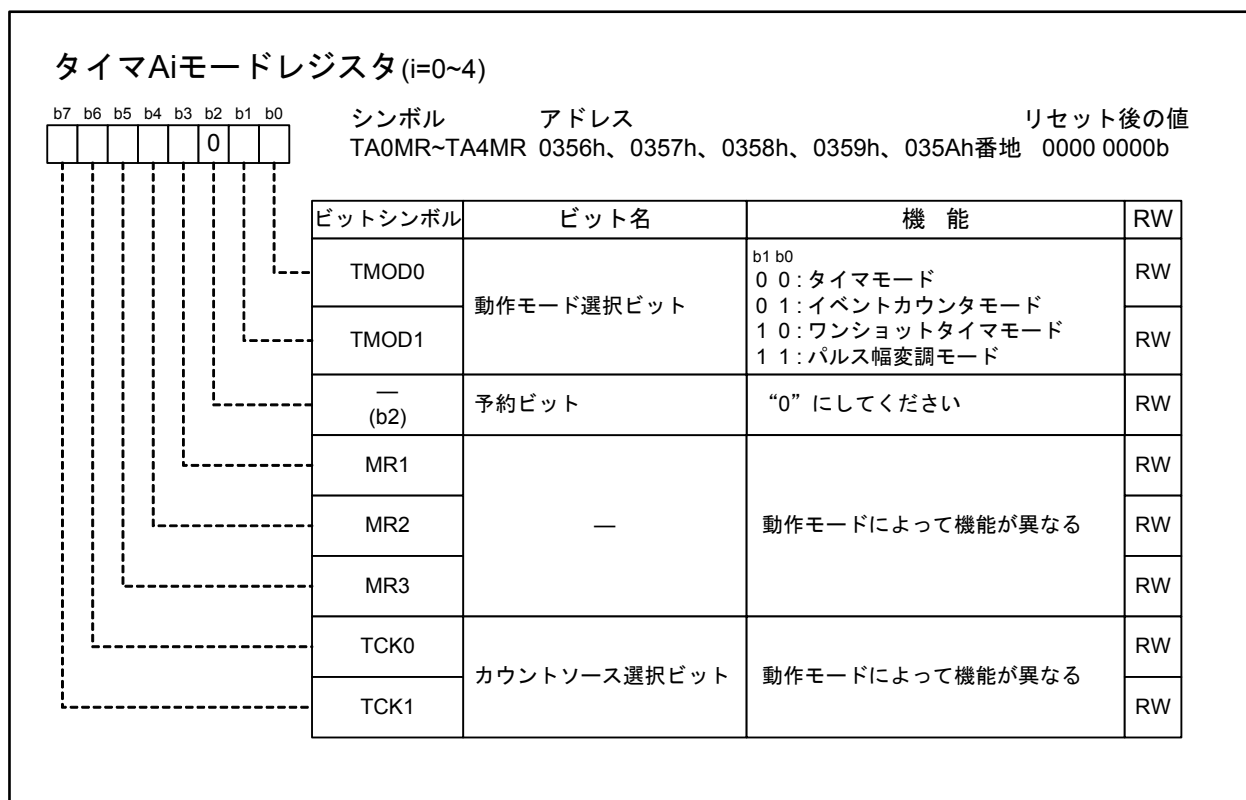 タイマAiモードレジスタ(i=0~4)
b7 b6 b5 b4 b3 b2 b1 b0
0
シンボル アドレス リセット後の値
TA0MR~TA4MR 0356h、0357h、0358h、0359h、035Ah番地 0000 0000b
ビットシンボル ビット名 機 能 RW
TMOD0 動作モード選択ビット RW
b1 b0
0 0 : タイマモード
0 1 : イベントカウンタモード
1 0 : ワンショットタイマモード
1 1 : パルス幅変調モード
TMOD1 RW
— (b2) 予約ビット “0”にしてください RW
MR1 RW
MR2 — 動作モードによって機能が異なる RW
MR3 RW
TCK0 カウントソース選択ビット 動作モードによって機能が異なる RW
TCK1 RW